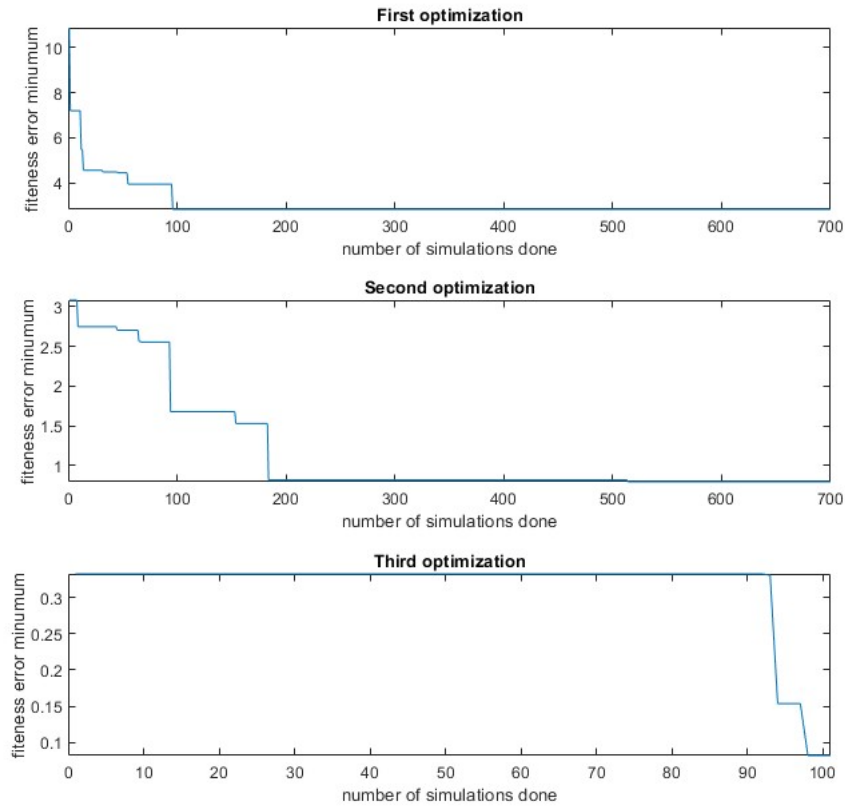 First optimization
10
8
6
4
fiteness error minumum
0 100 200 300 400 500 600 700
number of simulations done
Second optimization
3
2.5
2
1.5
1
fiteness error minumum
0 100 200 300 400 500 600 700
number of simulations done
Third optimization
0.3
0.25
0.2
0.15
0.1
fiteness error minumum
0 10 20 30 40 50 60 70 80 90 100
number of simulations done